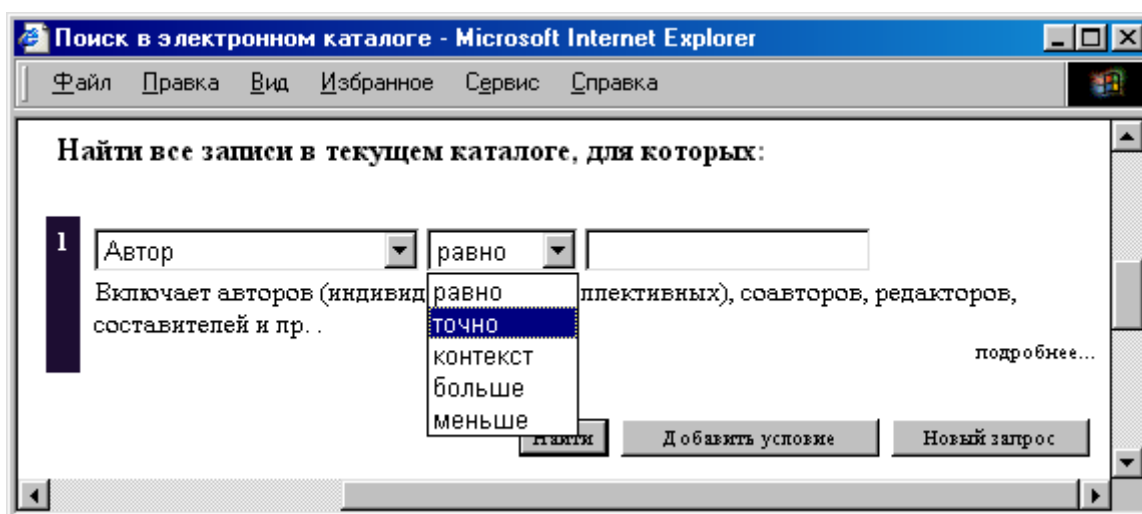 Поиск в электронном каталоге - Microsoft Internet Explorer
Файл Правка Вид Избранное Сервис Справка
Найти все записи в текущем каталоге, для которых:
1 Автор равно
равно
точно
контекст
больше
меньше
Включает авторов (индивид ллективных), соавторов, редакторов,
составителей и пр. .
подробнее...
Найти Добавить условие Новый запрос